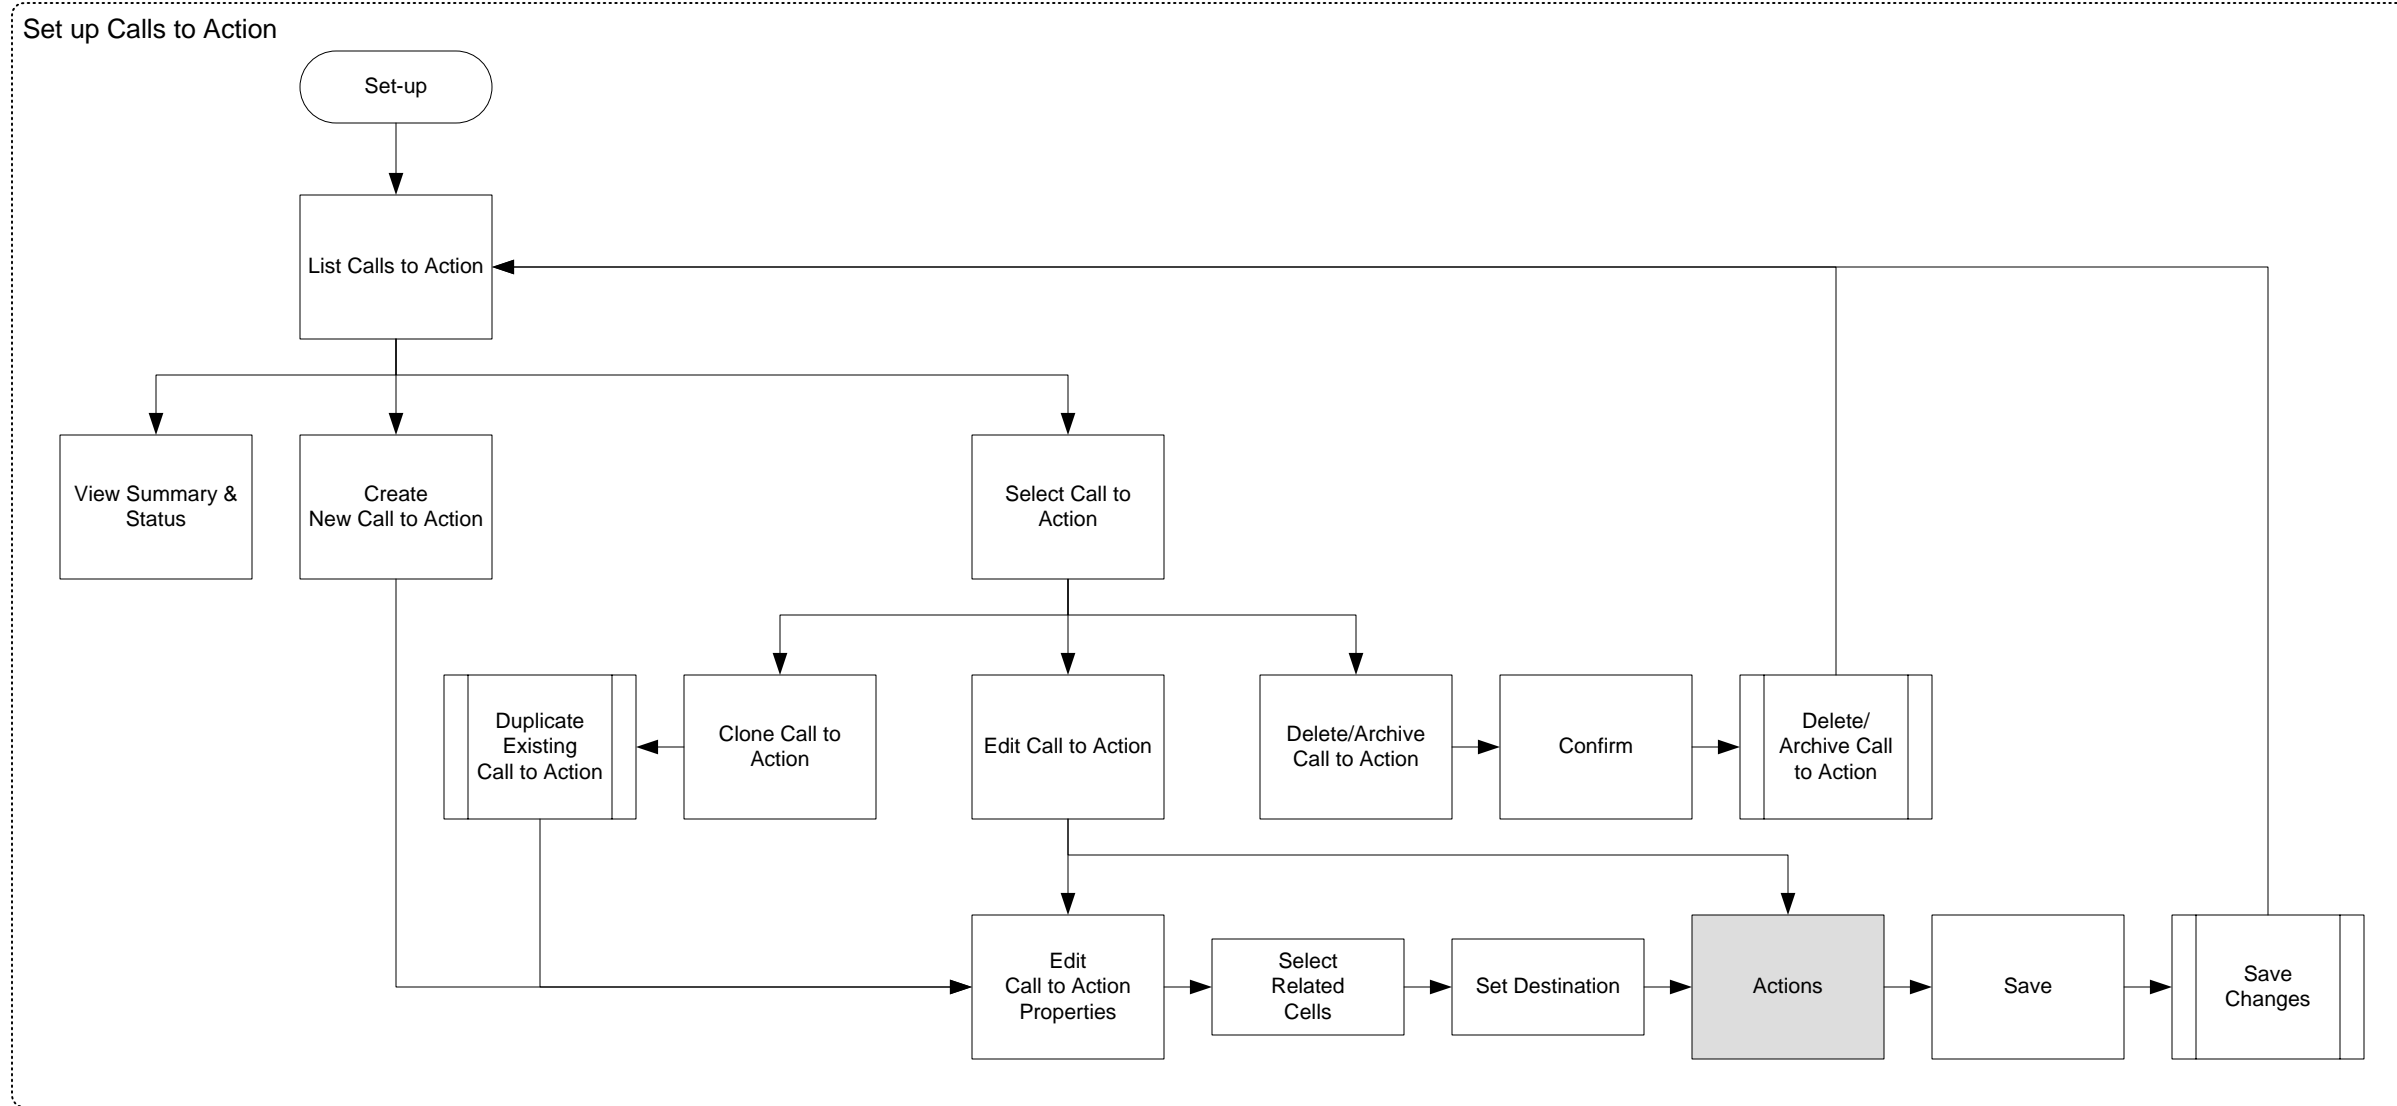 Set up Calls to Action
Set-up
List Calls to Action
View Summary &
Status
Create
New Call to Action
Select Call to
Action
Duplicate
Existing
Call to Action
Clone Call to
Action
Edit Call to Action
Delete/Archive
Call to Action
Confirm
Delete/
Archive Call
to Action
Edit
Call to Action
Properties
Select
Related
Cells
Set Destination
Actions
Save
Save
Changes